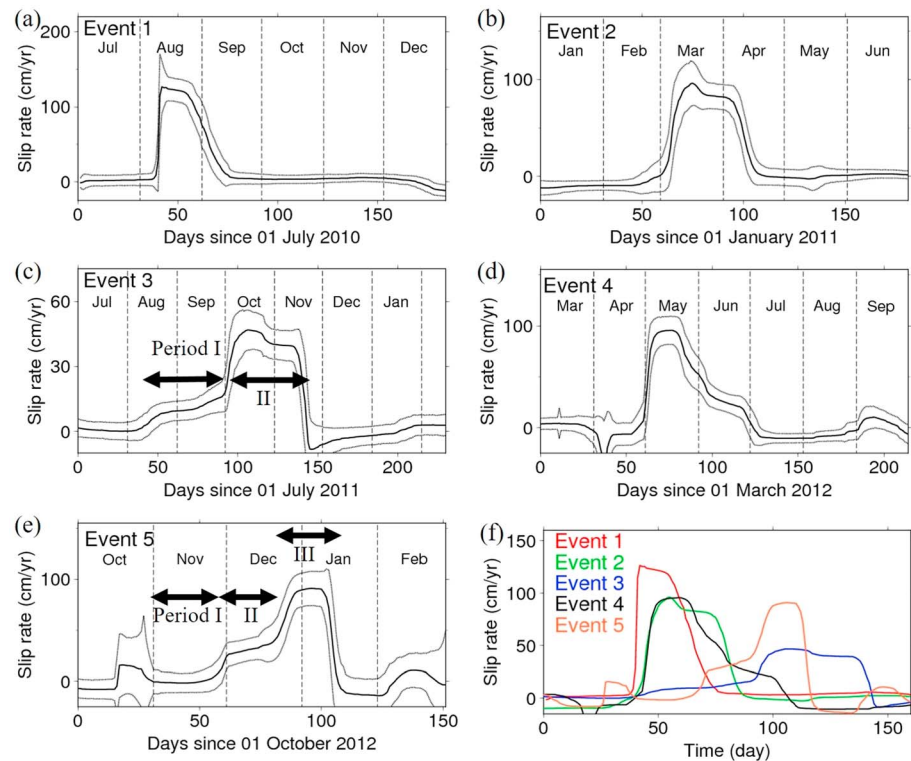 (a)
Event 1
200
Jul Aug Sep Oct Nov Dec
100
0
Slip rate (cm/yr)
0 50 100 150
Days since 01 July 2010
(b)
Event 2
Jan Feb Mar Apr May Jun
100
0
Slip rate (cm/yr)
0 50 100 150
Days since 01 January 2011
(c)
Event 3
60
Jul Aug Sep Oct Nov Dec Jan
Period I
30
II
0
Slip rate (cm/yr)
0 50 100 150 200
Days since 01 July 2011
(d)
Event 4
Mar Apr May Jun Jul Aug Sep
100
0
Slip rate (cm/yr)
0 50 100 150 200
Days since 01 March 2012
(e)
Event 5
Oct Nov Dec III Jan Feb
100
Period I II
0
Slip rate (cm/yr)
0 50 100 150
Days since 01 October 2012
(f)
150
Event 1
Event 2
Event 3
Event 4
Event 5
100
50
0
Slip rate (cm/yr)
0 50 100 150
Time (day)